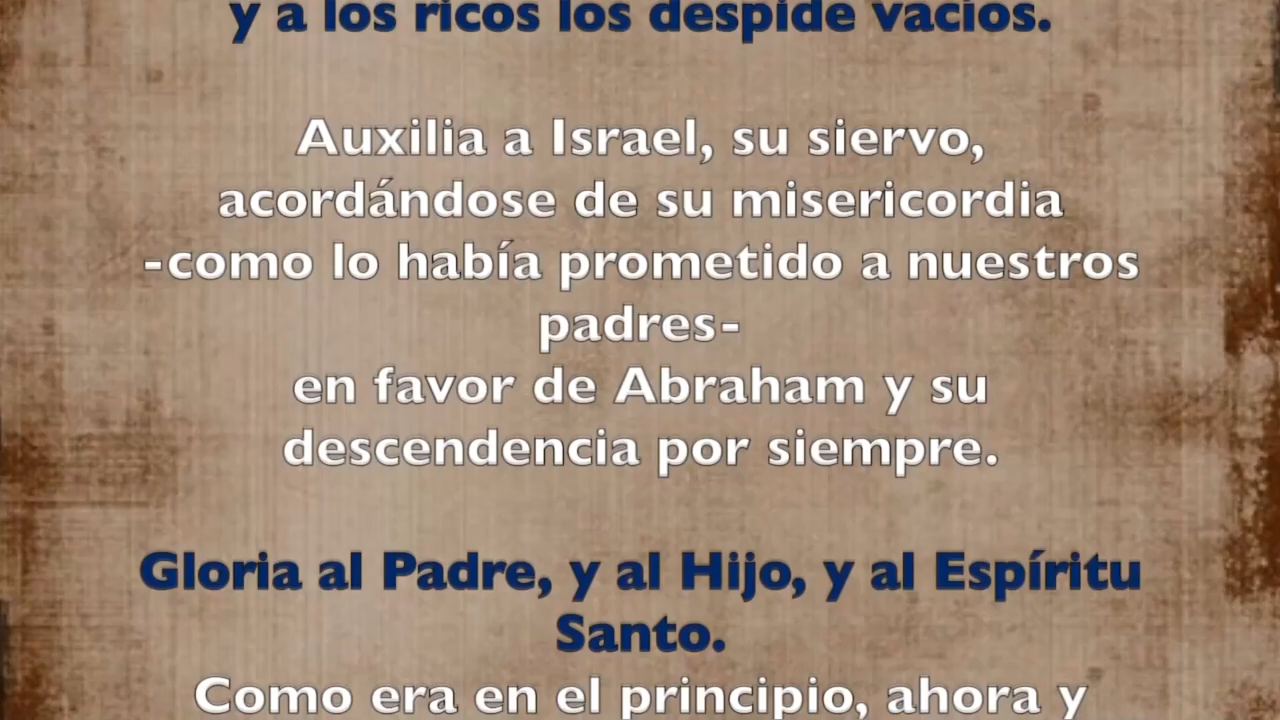 y a los ricos los despide vacíos.
Auxilia a Israel, su siervo,
acordándose de su misericordia
-como lo había prometido a nuestros
padres-
en favor de Abraham y su
descendencia por siempre.
Gloria al Padre, y al Hijo, y al Espíritu
Santo.
Como era en el principio, ahora y